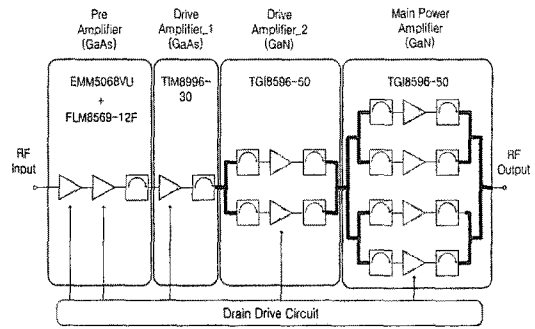 Pre
Amplifier
(GaAs)
Drive
Amplifier_1
(GaAs)
Drive
Amplifier_2
(GaN)
Main Power
Amplifier
(GaN)
EMM5068VU
+
FLM8569-12F
TIM8996-
30
TGI8596-50
TGI8596-50
RF
Input
RF
Output
Drain Drive Circuit